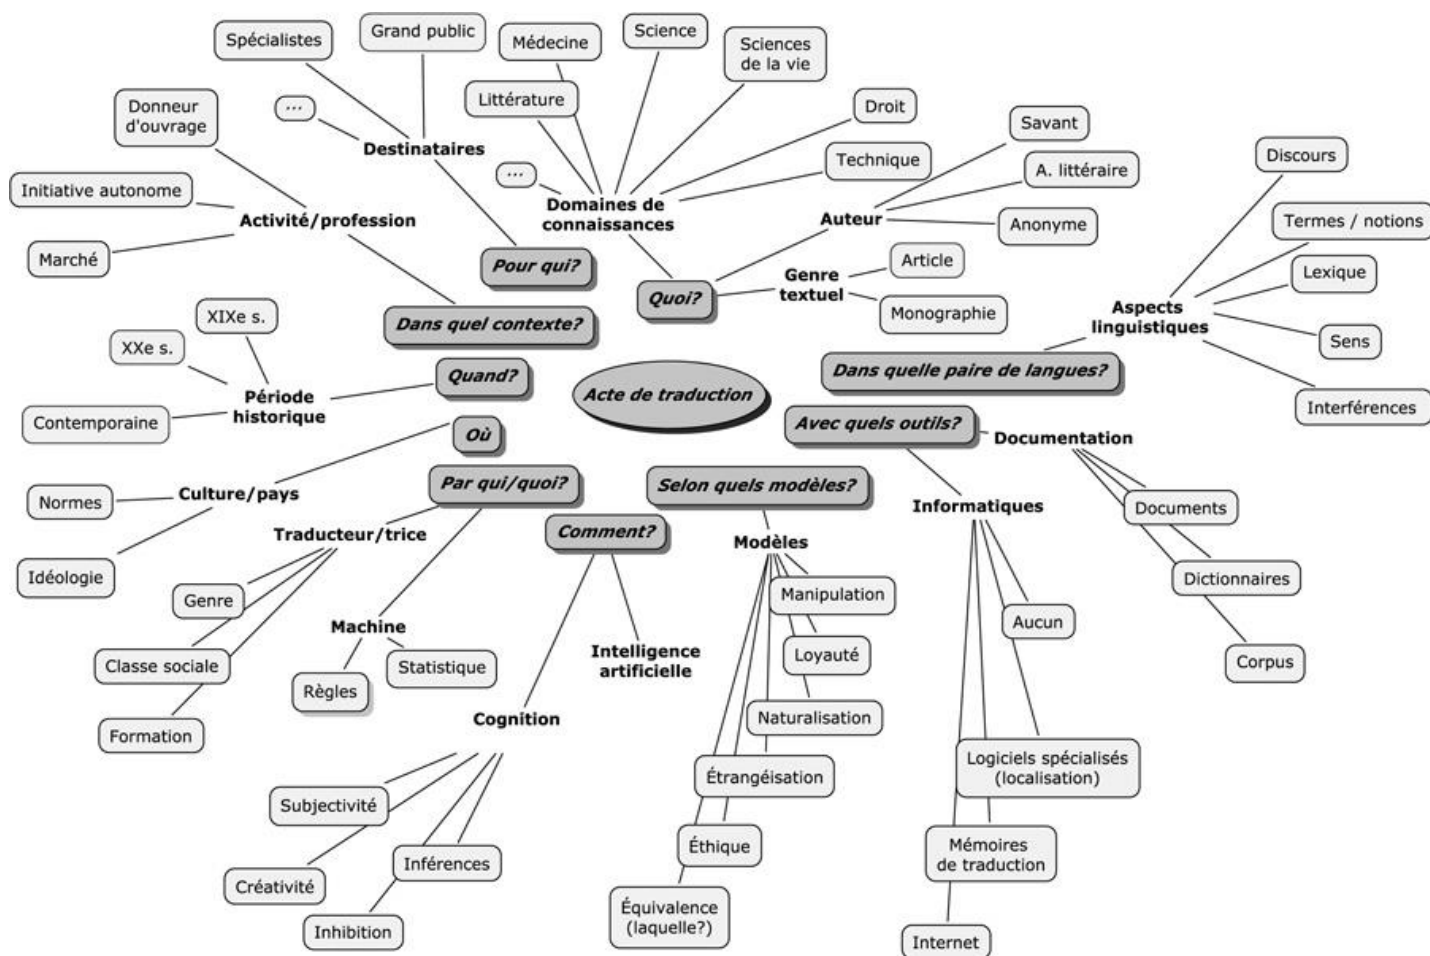 Spécialistes
Grand public
Médecine
Science
Sciences
de la vie
Donneur
d'ouvrage
...
Littérature
Droit
Savant
Destinataires
Discours
Technique
A. littéraire
Initiative autonome
...
Activité/profession
Domaines de
connaissances
Auteur
Anonyme
Termes / notions
Marché
Pour qui?
Article
Genre
textuel
Lexique
Quoi?
XIXe s.
Dans quel contexte?
Monographie
Aspects
linguistiques
XXe s.
Sens
Quand?
Dans quelle paire de langues?
Période
historique
Acte de traduction
Interférences
Contemporaine
Où
Avec quels outils?
Documentation
Normes
Culture/pays
Par qui/quoi?
Selon quels modèles?
Informatiques
Documents
Traducteur/trice
Comment?
Modèles
Idéologie
Dictionnaires
Genre
Manipulation
Machine
Aucun
Classe sociale
Statistique
Intelligence
artificielle
Loyauté
Corpus
Règles
Formation
Cognition
Naturalisation
Étrangéisation
Logiciels spécialisés
(localisation)
Subjectivité
Éthique
Mémoires
de traduction
Inférences
Créativité
Équivalence
(laquelle?)
Inhibition
Internet